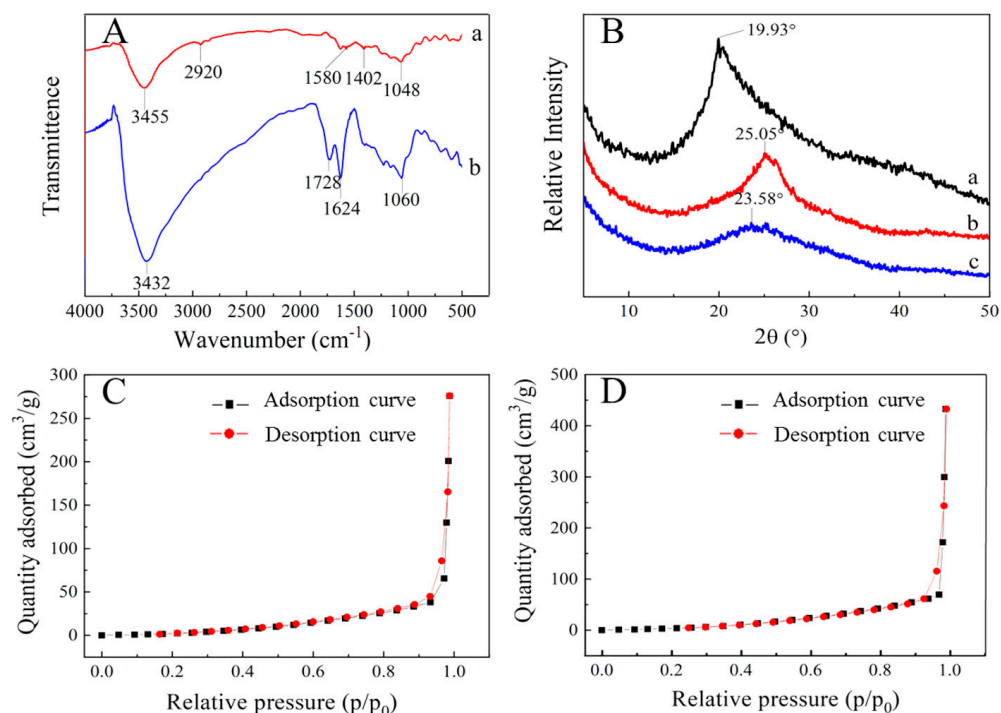 A
a
2920
1580
1402
1048
3455
b
1728
1624
1060
3432
Transmittence
4000 3500 3000 2500 2000 1500 1000 500
Wavenumber (cm⁻¹)
B
19.93°
25.05°
a
23.58°
b
c
Relative Intensity
10 20 30 40 50
2θ (°)
C
Adsorption curve
Desorption curve
300
250
200
150
100
50
0
Quantity adsorbed (cm³/g)
0.0 0.2 0.4 0.6 0.8 1.0
Relative pressure (p/p₀)
D
Adsorption curve
Desorption curve
500
400
300
200
100
0
Quantity adsorbed (cm³/g)
0.0 0.2 0.4 0.6 0.8 1.0
Relative pressure (p/p₀)